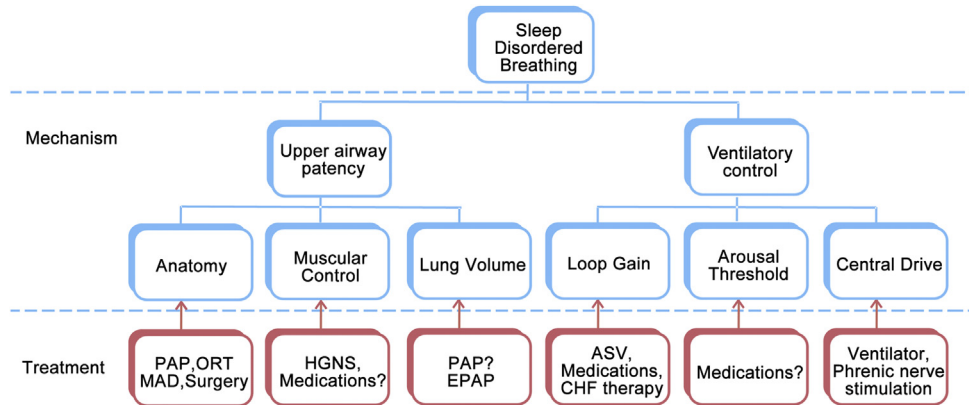 Sleep
Disordered
Breathing
Mechanism
Upper airway
patency
Ventilatory
control
Anatomy
Muscular
Control
Lung Volume
Loop Gain
Arousal
Threshold
Central Drive
Treatment
PAP,ORT
MAD,Surgery
HGNS,
Medications?
PAP?
EPAP
ASV,
Medications,
CHF therapy
Medications?
Ventilator,
Phrenic nerve
stimulation